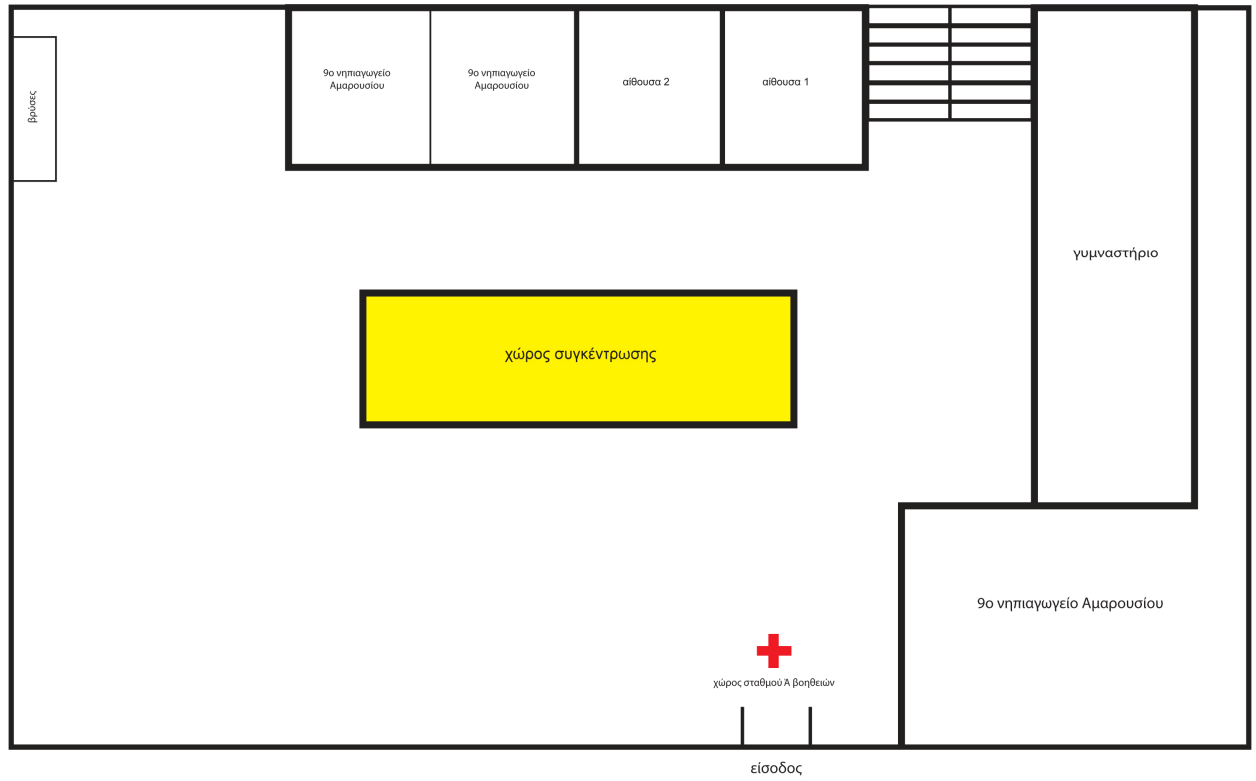 9ο νηπιαγωγείο
Αμαρουσίου
9ο νηπιαγωγείο
Αμαρουσίου
αίθουσα 2
αίθουσα 1
βρύσες
γυμναστήριο
χώρος συγκέντρωσης
9ο νηπιαγωγείο Αμαρουσίου
χώρος σταθμού Ά βοηθειών
είσοδος